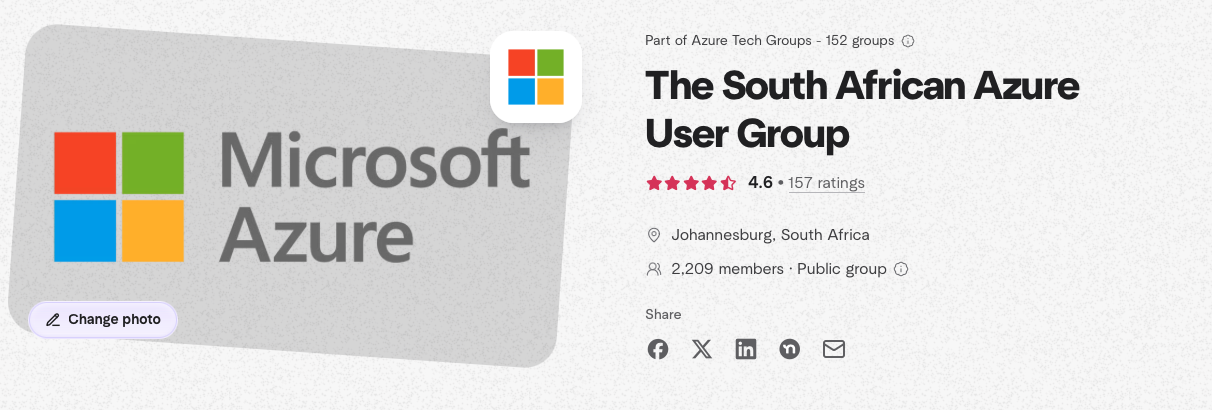 Microsoft
Azure
Change photo
Part of Azure Tech Groups - 152 groups
The South African Azure
User Group
4.6 • 157 ratings
Johannesburg, South Africa
2,209 members · Public group
Share